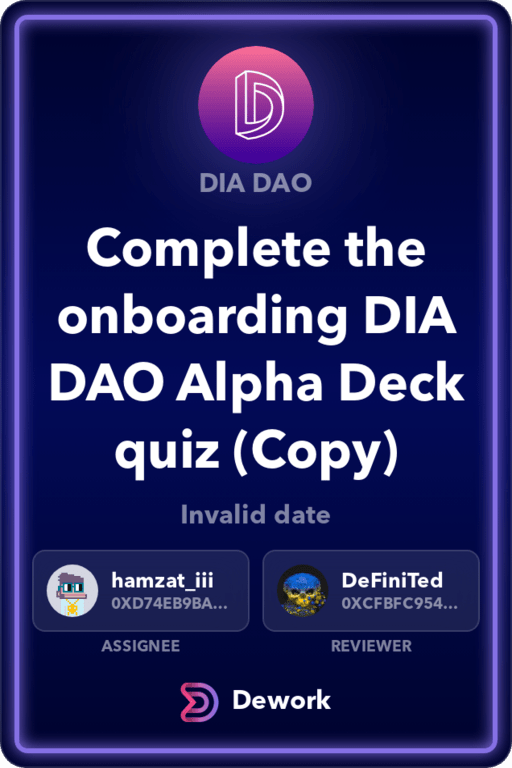 DIA DAO
Complete the
onboarding DIA
DAO Alpha Deck
quiz (Copy)
Invalid date
hamzat_iii
0XD74EB9BA...
ASSIGNEE
DeFiniTed
0XCFBFC954...
REVIEWER
Dework